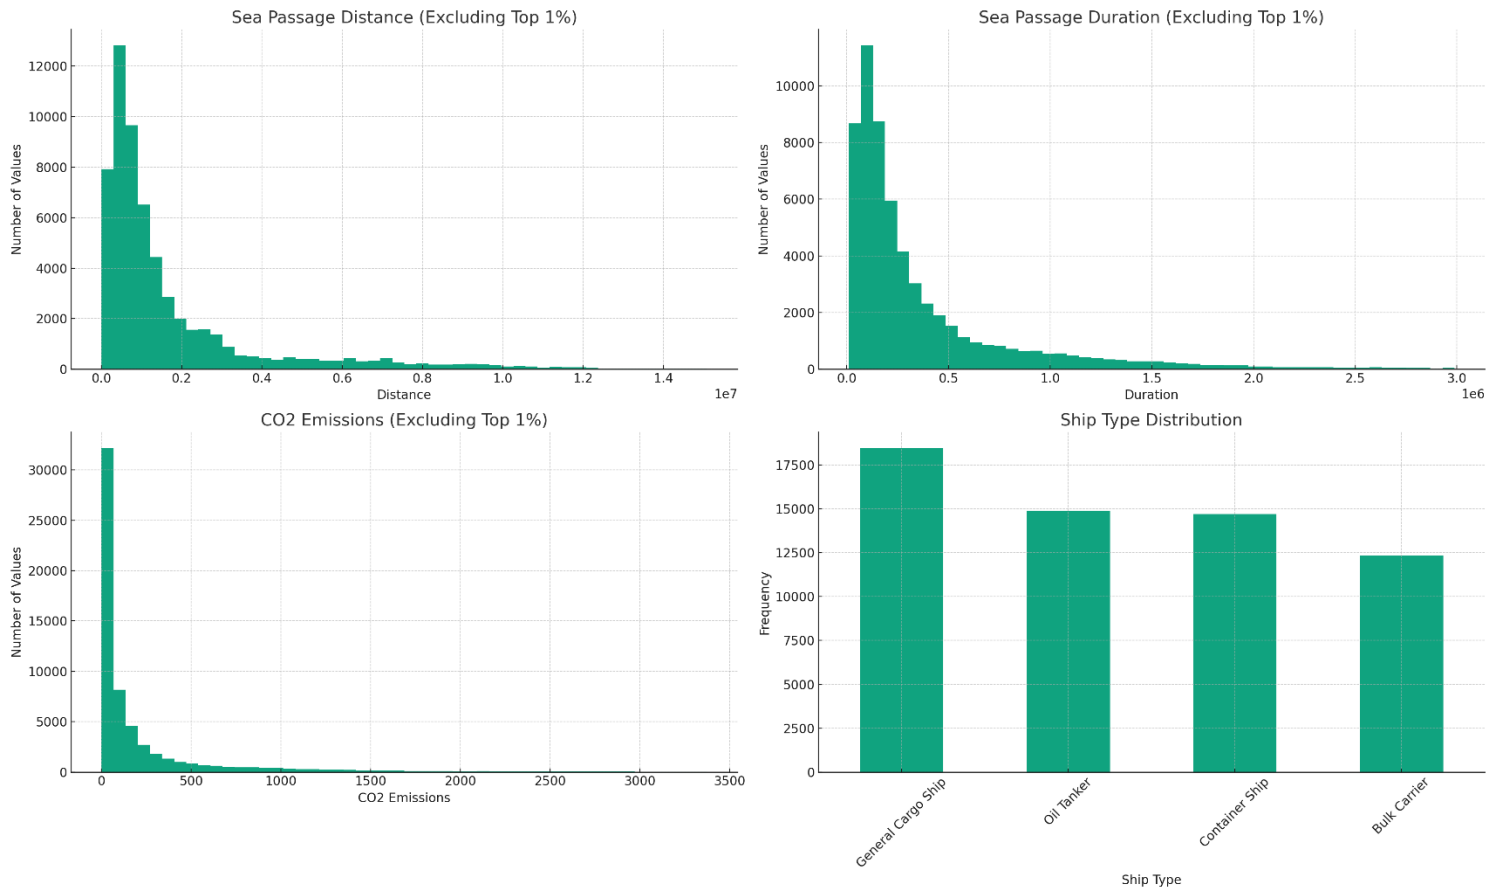 Sea Passage Distance (Excluding Top 1%)
Number of Values
12000
10000
8000
6000
4000
2000
0
0.0 0.2 0.4 0.6 0.8 1.0 1.2 1.4
1e7
Distance
Sea Passage Duration (Excluding Top 1%)
Number of Values
10000
8000
6000
4000
2000
0
0.0 0.5 1.0 1.5 2.0 2.5 3.0
1e6
Duration
CO2 Emissions (Excluding Top 1%)
Number of Values
30000
25000
20000
15000
10000
5000
0
0 500 1000 1500 2000 2500 3000 3500
CO2 Emissions
Ship Type Distribution
Frequency
17500
15000
12500
10000
7500
5000
2500
0
General Cargo Ship
Oil Tanker
Container Ship
Bulk Carrier
Ship Type